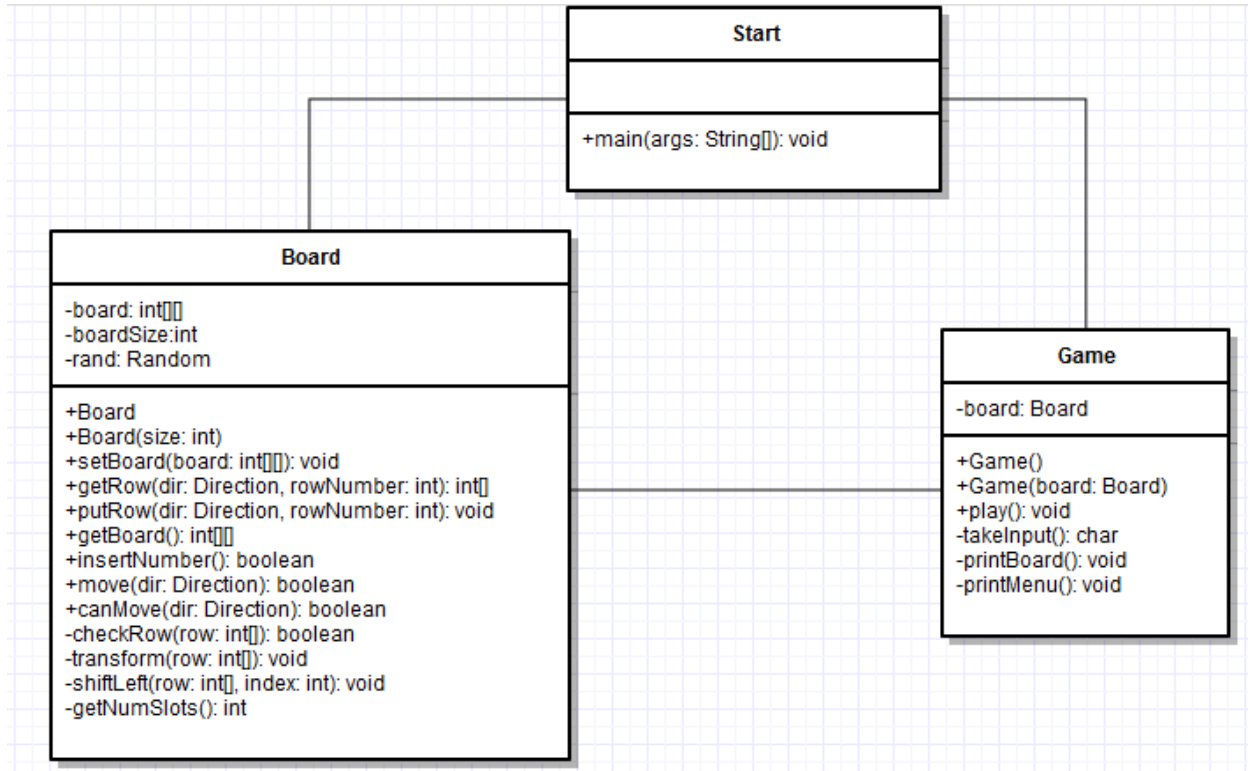 Start
+main(args: String[]): void
Board
-board: int[][]
-boardSize:int
-rand: Random
+Board
+Board(size: int)
+setBoard(board: int[][]): void
+getRow(dir: Direction, rowNumber: int): int[]
+putRow(dir: Direction, rowNumber: int): void
+getBoard(): int[][]
+insertNumber(): boolean
+move(dir: Direction): boolean
+canMove(dir: Direction): boolean
-checkRow(row: int[]): boolean
-transform(row: int[]): void
-shiftLeft(row: int[], index: int): void
-getNumSlots(): int
Game
-board: Board
+Game()
+Game(board: Board)
+play(): void
-takeInput(): char
-printBoard(): void
-printMenu(): void